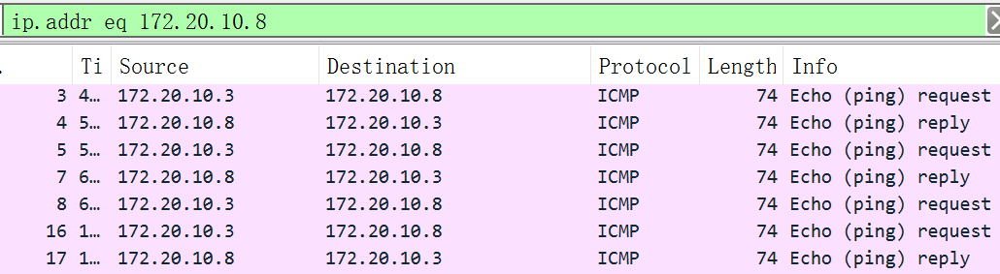 ip.addr eq 172.20.10.8
. Ti Source Destination Protocol Length Info
3 4… 172.20.10.3 172.20.10.8 ICMP 74 Echo (ping) request
4 5… 172.20.10.8 172.20.10.3 ICMP 74 Echo (ping) reply
5 5… 172.20.10.3 172.20.10.8 ICMP 74 Echo (ping) request
7 6… 172.20.10.8 172.20.10.3 ICMP 74 Echo (ping) reply
8 6… 172.20.10.3 172.20.10.8 ICMP 74 Echo (ping) request
16 1… 172.20.10.3 172.20.10.8 ICMP 74 Echo (ping) request
17 1… 172.20.10.8 172.20.10.3 ICMP 74 Echo (ping) reply